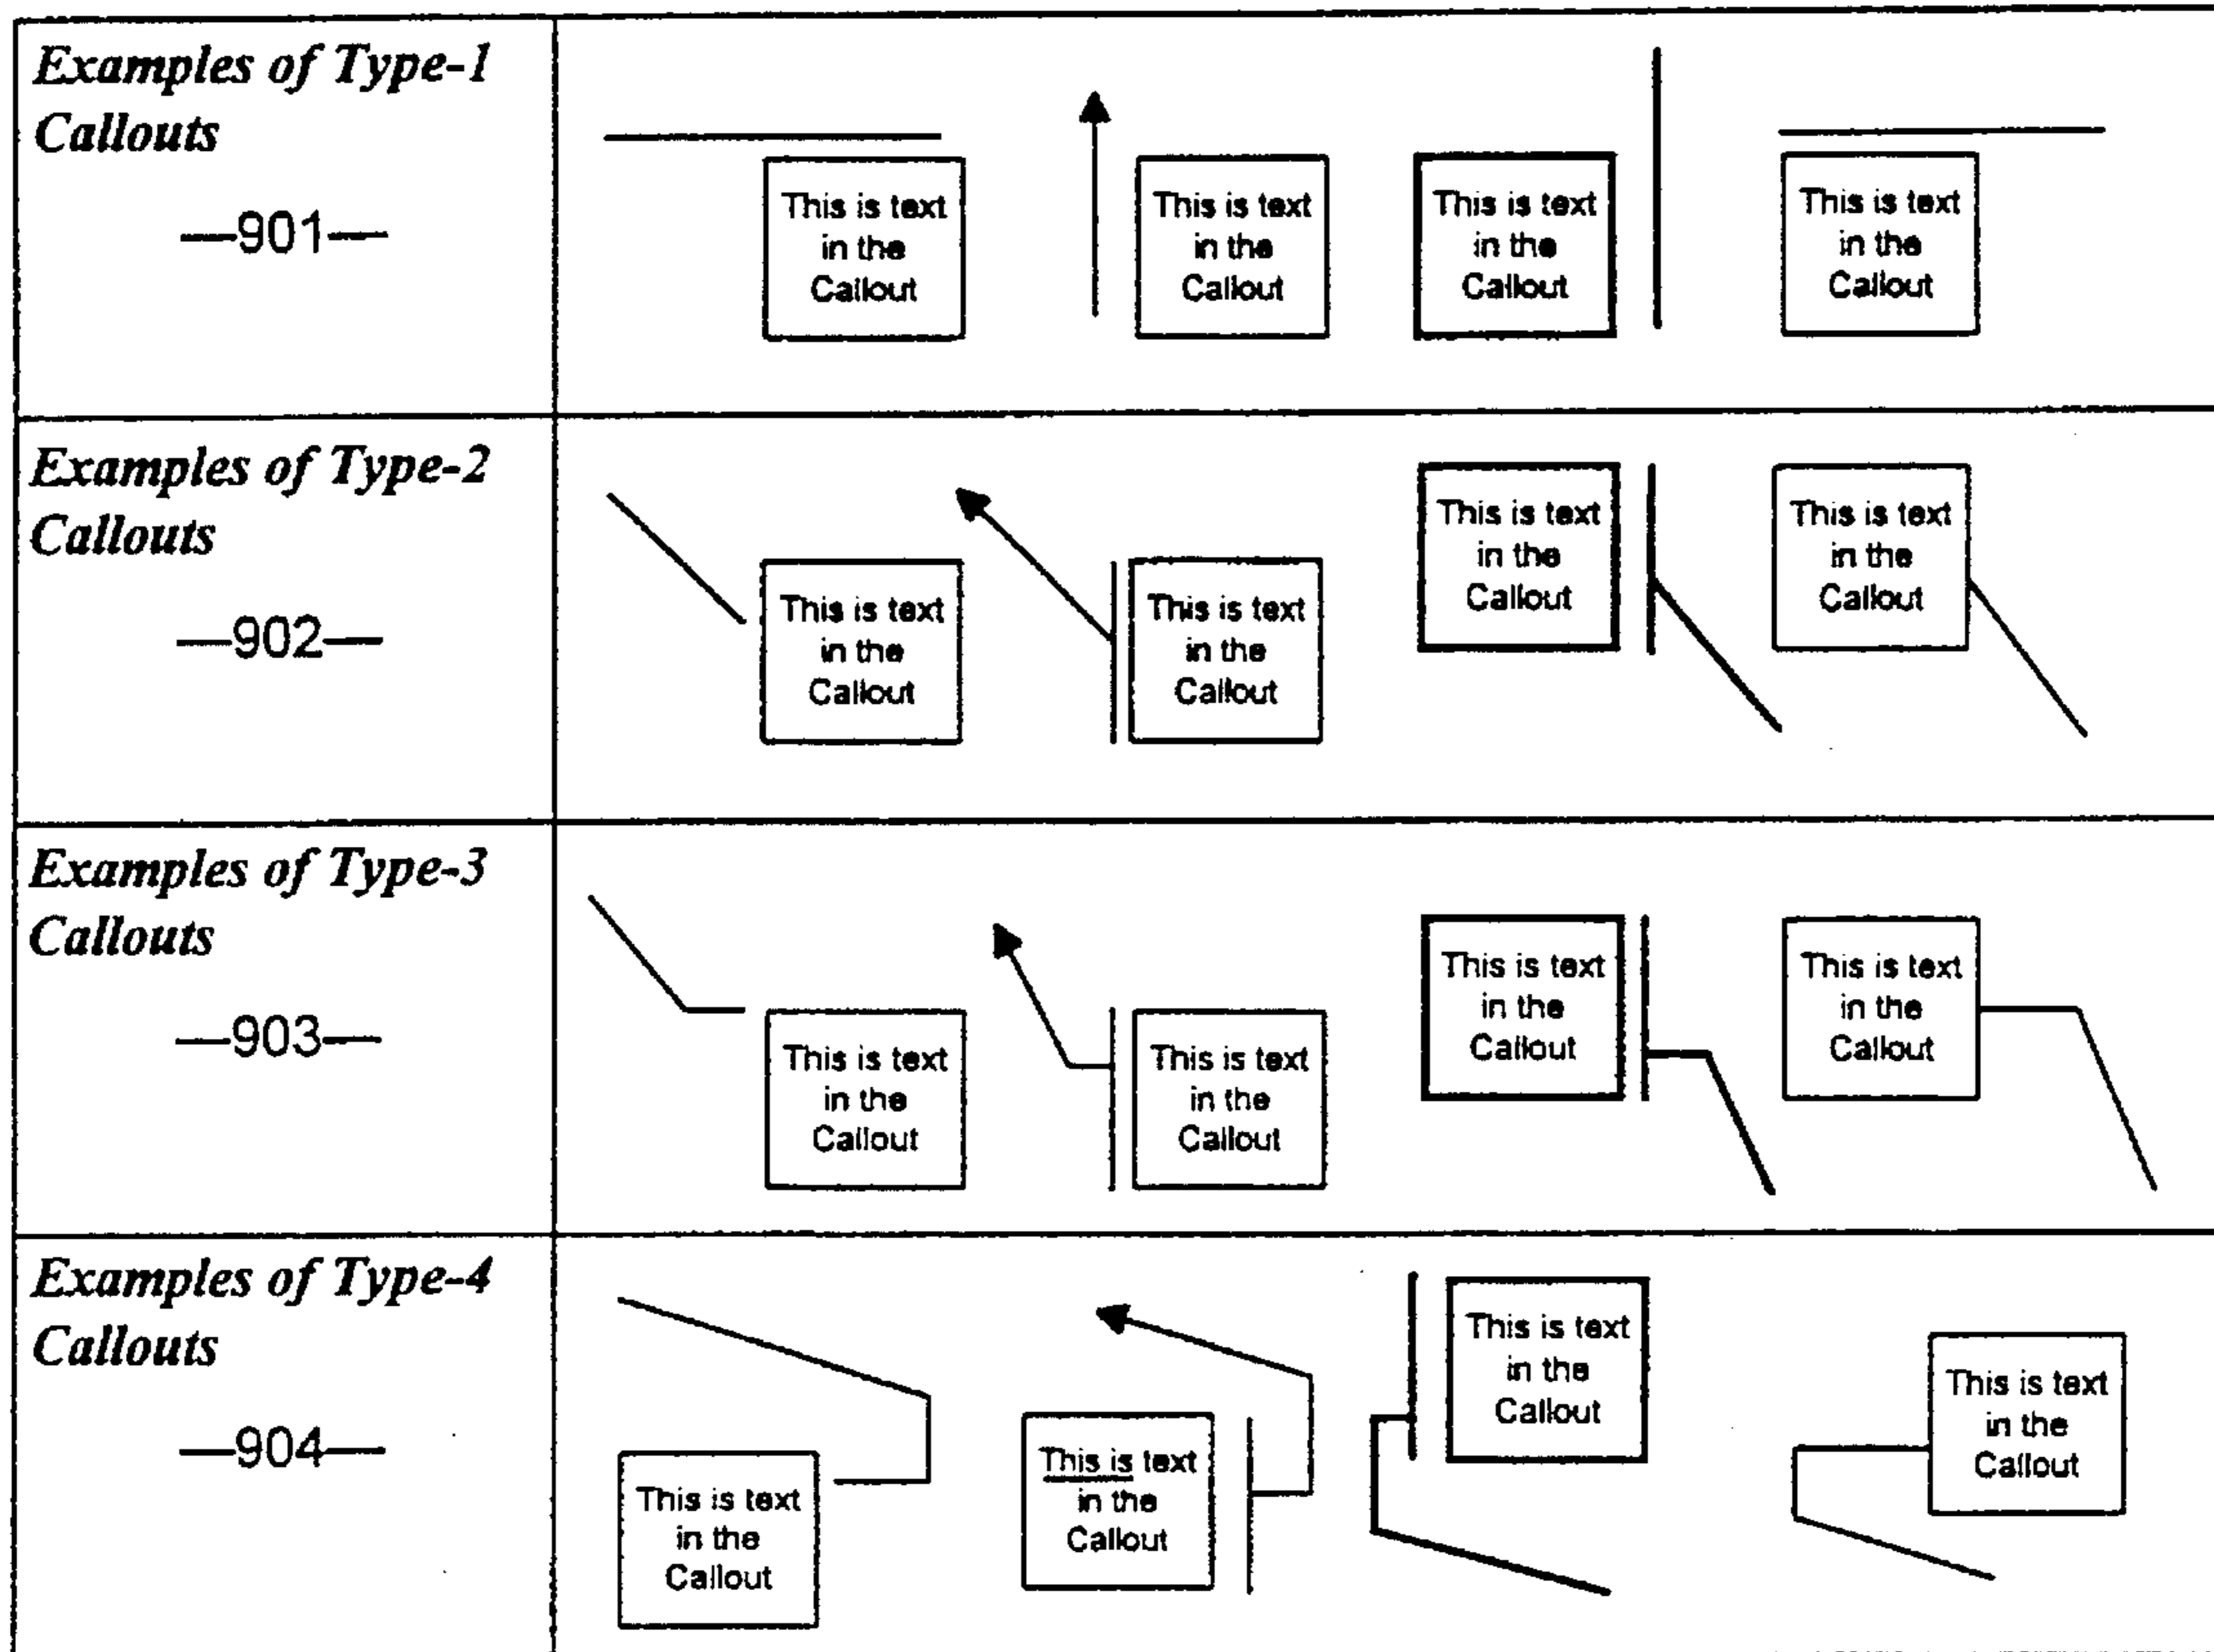 Examples of Type-1
Callouts
—901—
This is text
in the
Callout
This is text
in the
Callout
This is text
in the
Callout
This is text
in the
Callout
Examples of Type-2
Callouts
—902—
This is text
in the
Callout
This is text
in the
Callout
This is text
in the
Callout
This is text
in the
Callout
Examples of Type-3
Callouts
—903—
This is text
in the
Callout
This is text
in the
Callout
This is text
in the
Callout
This is text
in the
Callout
Examples of Type-4
Callouts
—904—
This is text
in the
Callout
This is text
in the
Callout
This is text
in the
Callout
This is text
in the
Callout